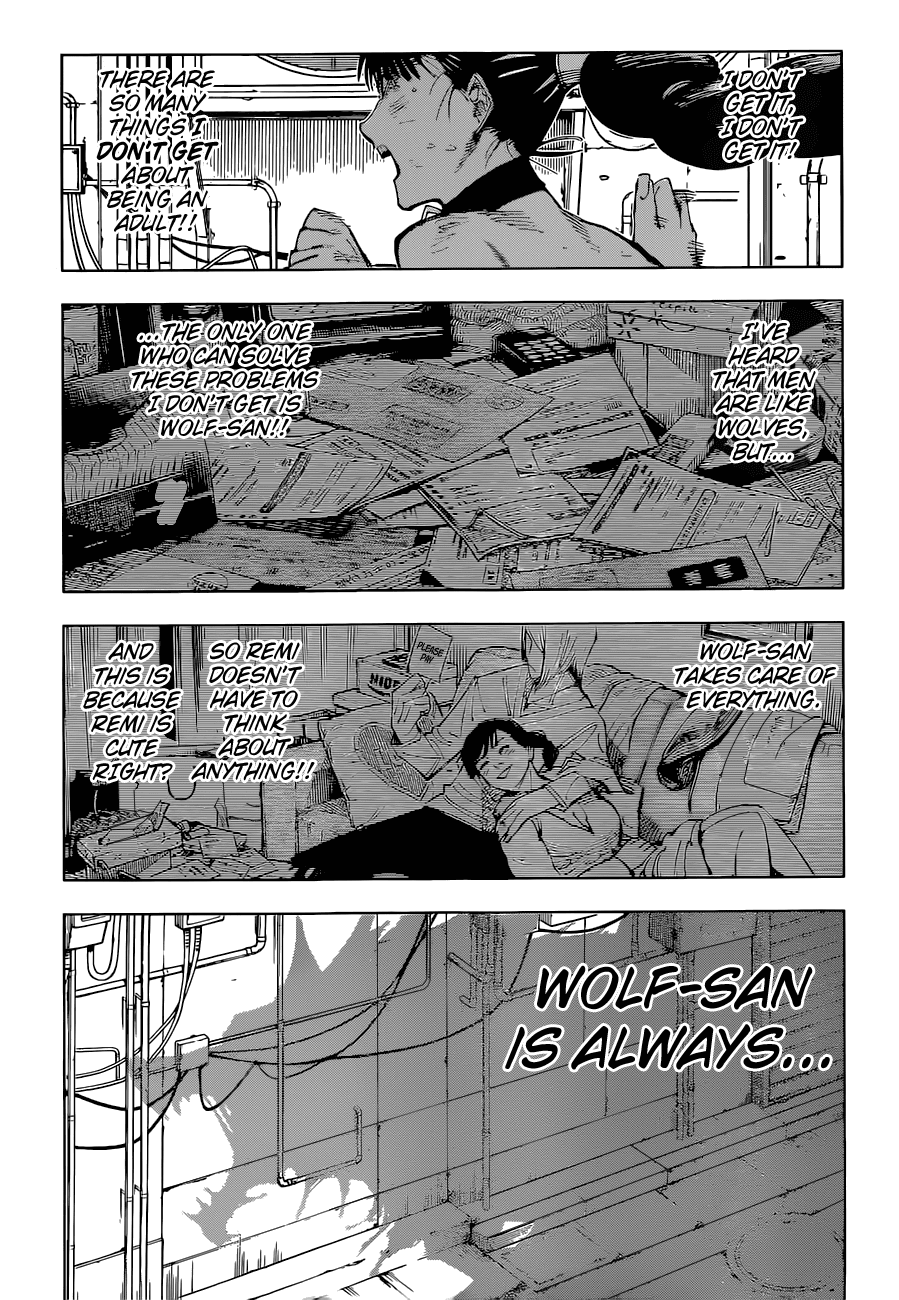 I DON'T
GET IT,
I DON'T
GET IT!
THERE ARE
SO MANY
THINGS I
DON'T GET
ABOUT
BEING AN
ADULT!!
I'VE
HEARD
THAT MEN
ARE LIKE
WOLVES,
BUT...
...THE ONLY ONE
WHO CAN SOLVE
THESE PROBLEMS
I DON'T GET IS
WOLF-SAN!!
WOLF-SAN
TAKES CARE OF
EVERYTHING.
PLEASE
PAY
SO REMI
DOESN'T
HAVE TO
THINK
ABOUT
ANYTHING!!
AND
THIS IS
BECAUSE
REMI IS
CUTE
RIGHT?
WOLF-SAN
IS ALWAYS...